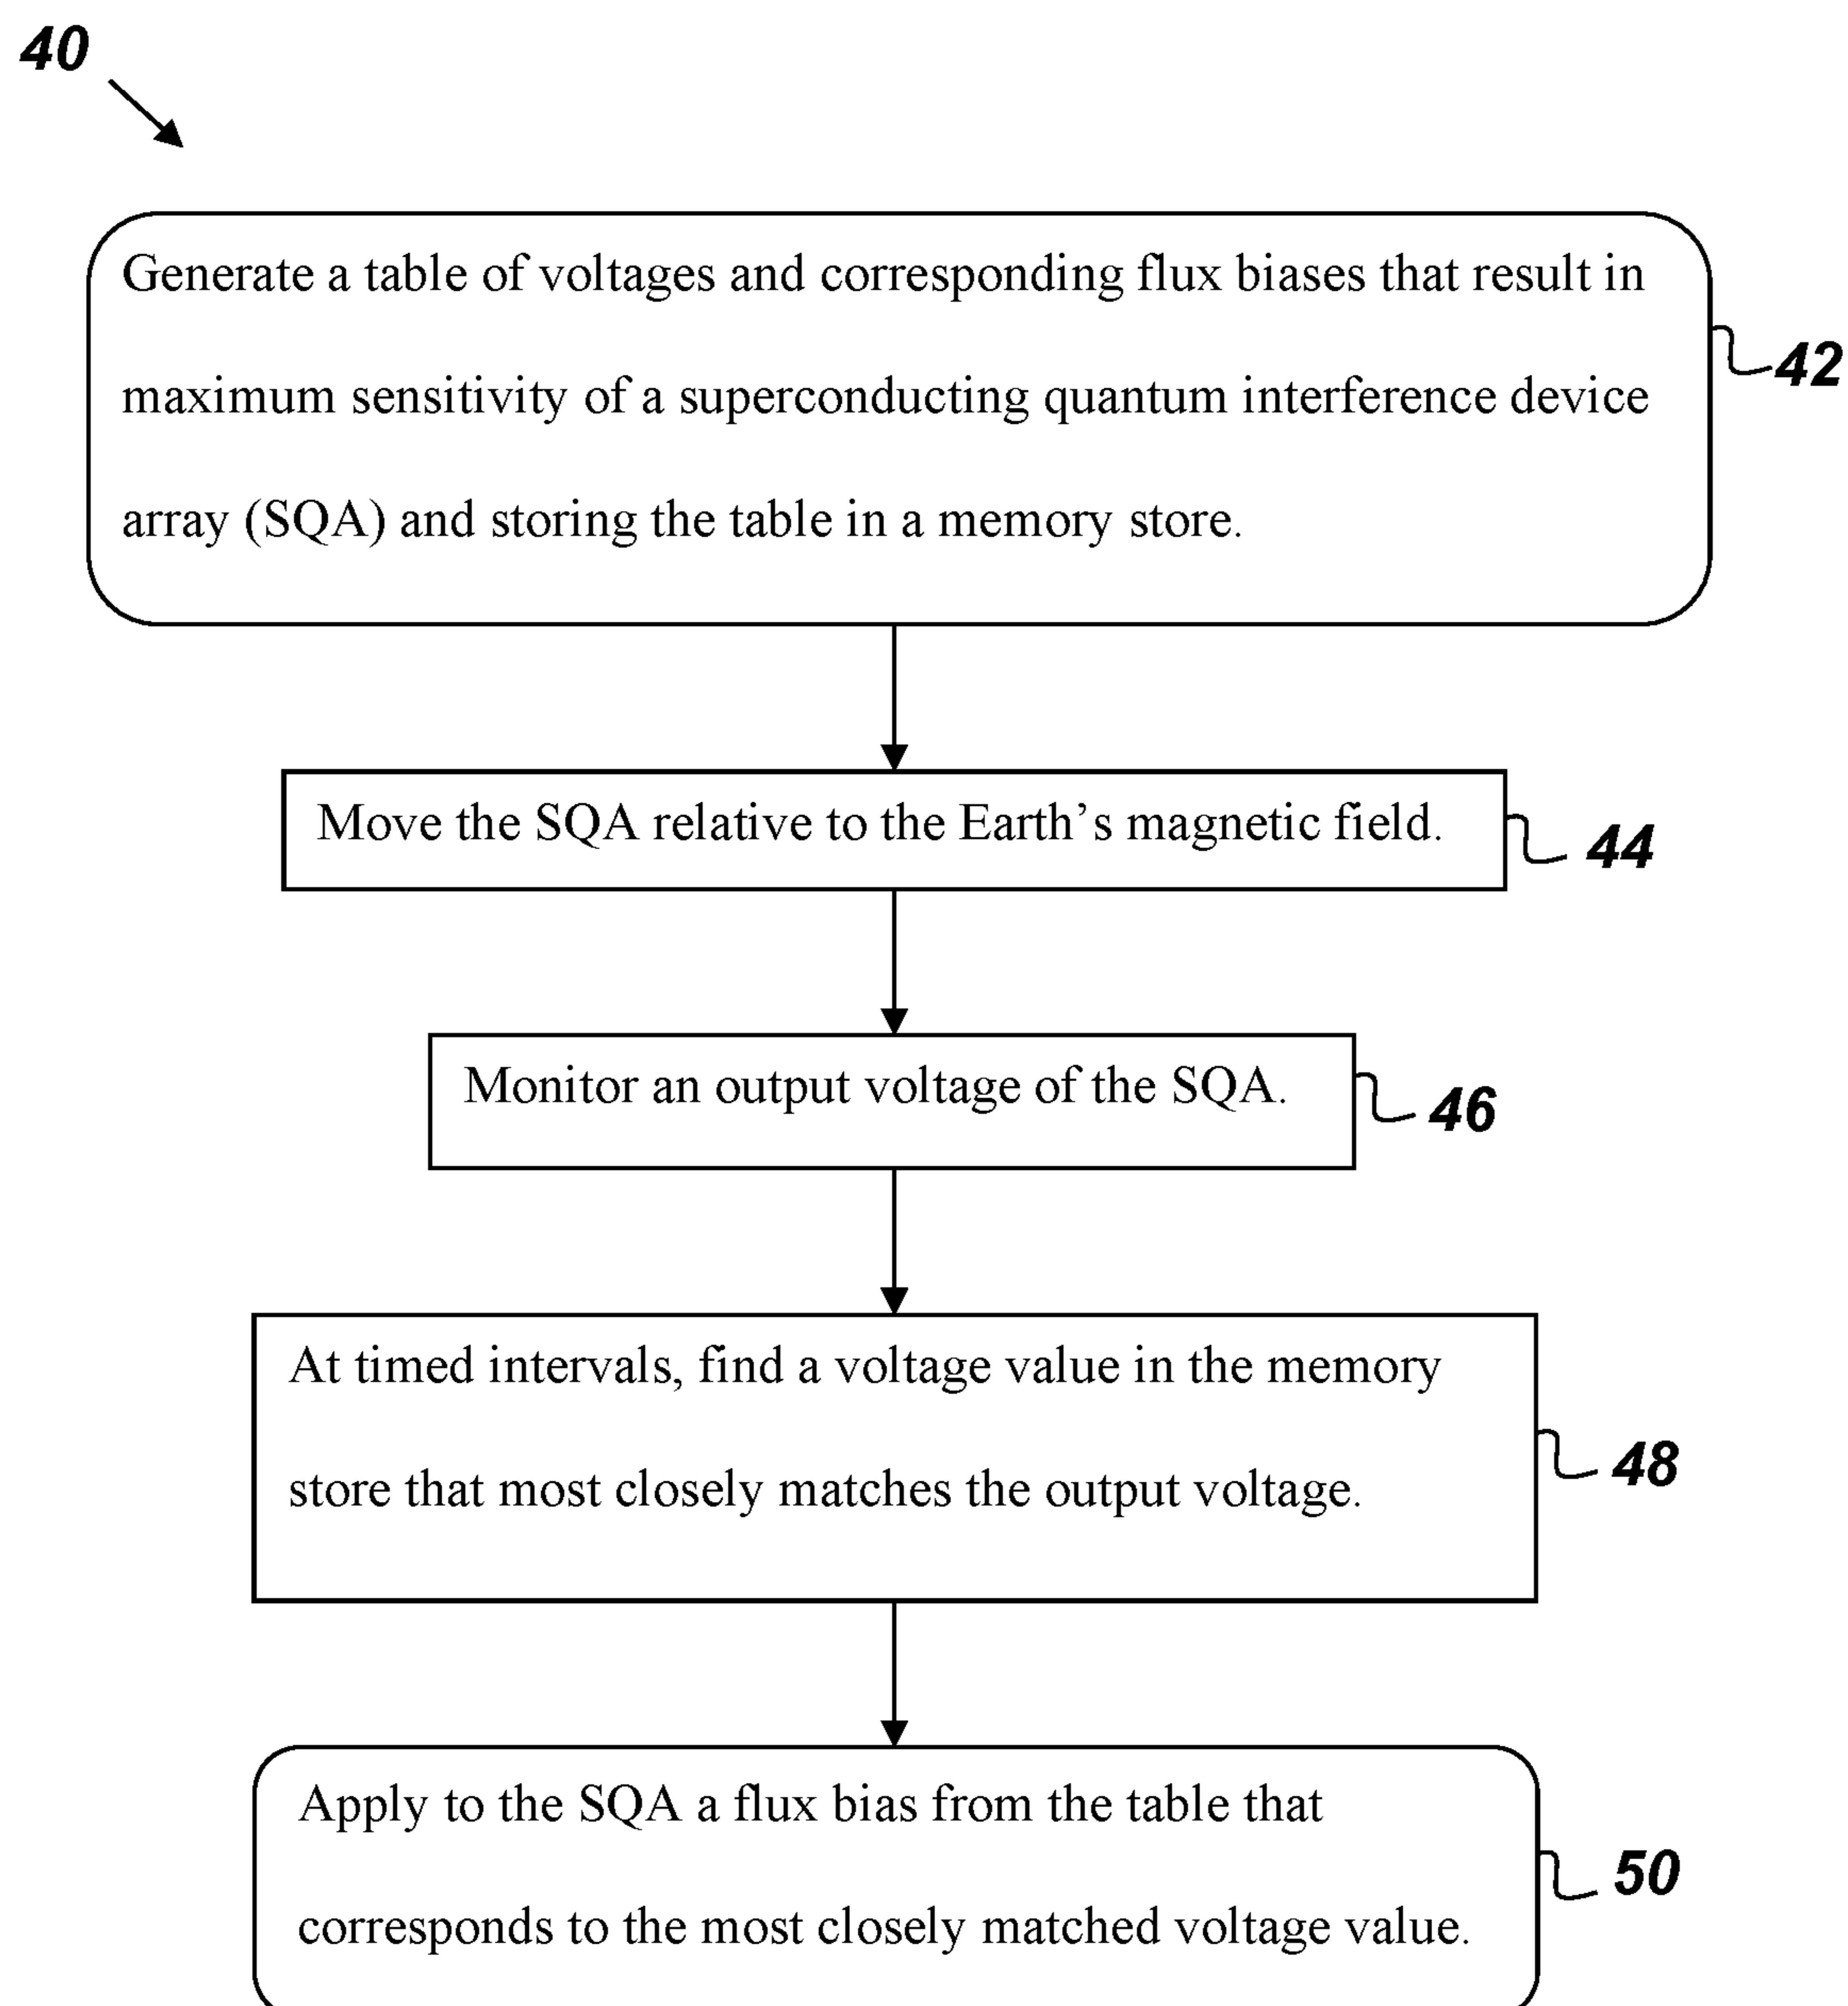 40
Generate a table of voltages and corresponding flux biases that result in
maximum sensitivity of a superconducting quantum interference device
array (SQA) and storing the table in a memory store.
42
Move the SQA relative to the Earth’s magnetic field.
44
Monitor an output voltage of the SQA.
46
At timed intervals, find a voltage value in the memory
store that most closely matches the output voltage.
48
Apply to the SQA a flux bias from the table that
corresponds to the most closely matched voltage value.
50